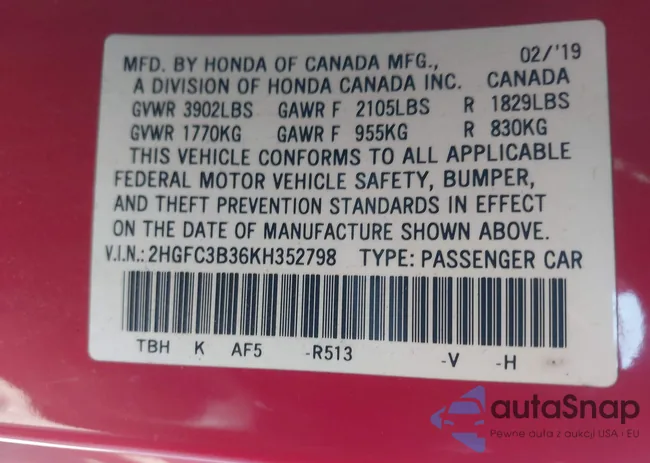 MFD. BY HONDA OF CANADA MFG., 02/'19
A DIVISION OF HONDA CANADA INC. CANADA
GVWR 3902LBS GAWR F 2105LBS R 1829LBS
GVWR 1770KG GAWR F 955KG R 830KG
THIS VEHICLE CONFORMS TO ALL APPLICABLE
FEDERAL MOTOR VEHICLE SAFETY, BUMPER,
AND THEFT PREVENTION STANDARDS IN EFFECT
ON THE DATE OF MANUFACTURE SHOWN ABOVE.
V.I.N.: 2HGFC3B36KH352798 TYPE: PASSENGER CAR
TBH K AF5 -R513 -V -H
autaSnap
Pewne auta z aukcji USA i EU